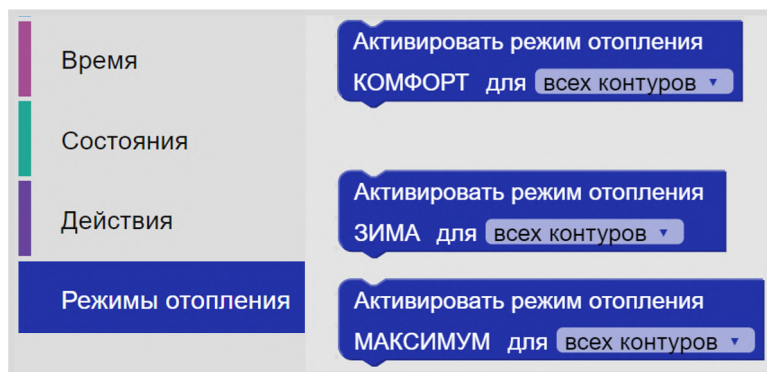 Время
Состояния
Действия
Режимы отопления
Активировать режим отопления
КОМФОРТ для всех контуров
Активировать режим отопления
ЗИМА для всех контуров
Активировать режим отопления
МАКСИМУМ для всех контуров